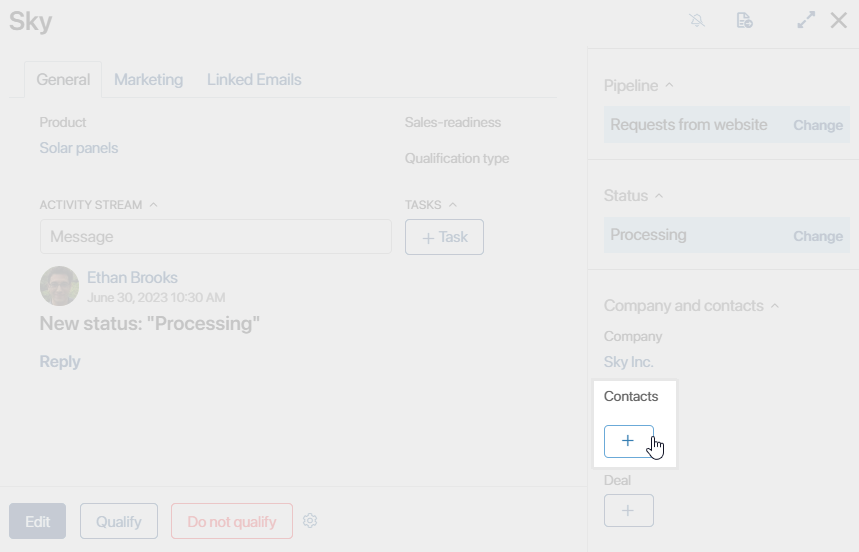 Sky
General Marketing Linked Emails
Product
Solar panels
Sales-readiness
Qualification type
ACTIVITY STREAM
Message
TASKS
+ Task
Ethan Brooks
June 30, 2023 10:30 AM
New status: "Processing"
Reply
Edit Qualify Do not qualify
Pipeline
Requests from website Change
Status
Processing Change
Company and contacts
Company
Sky Inc.
Contacts
+
Deal
+